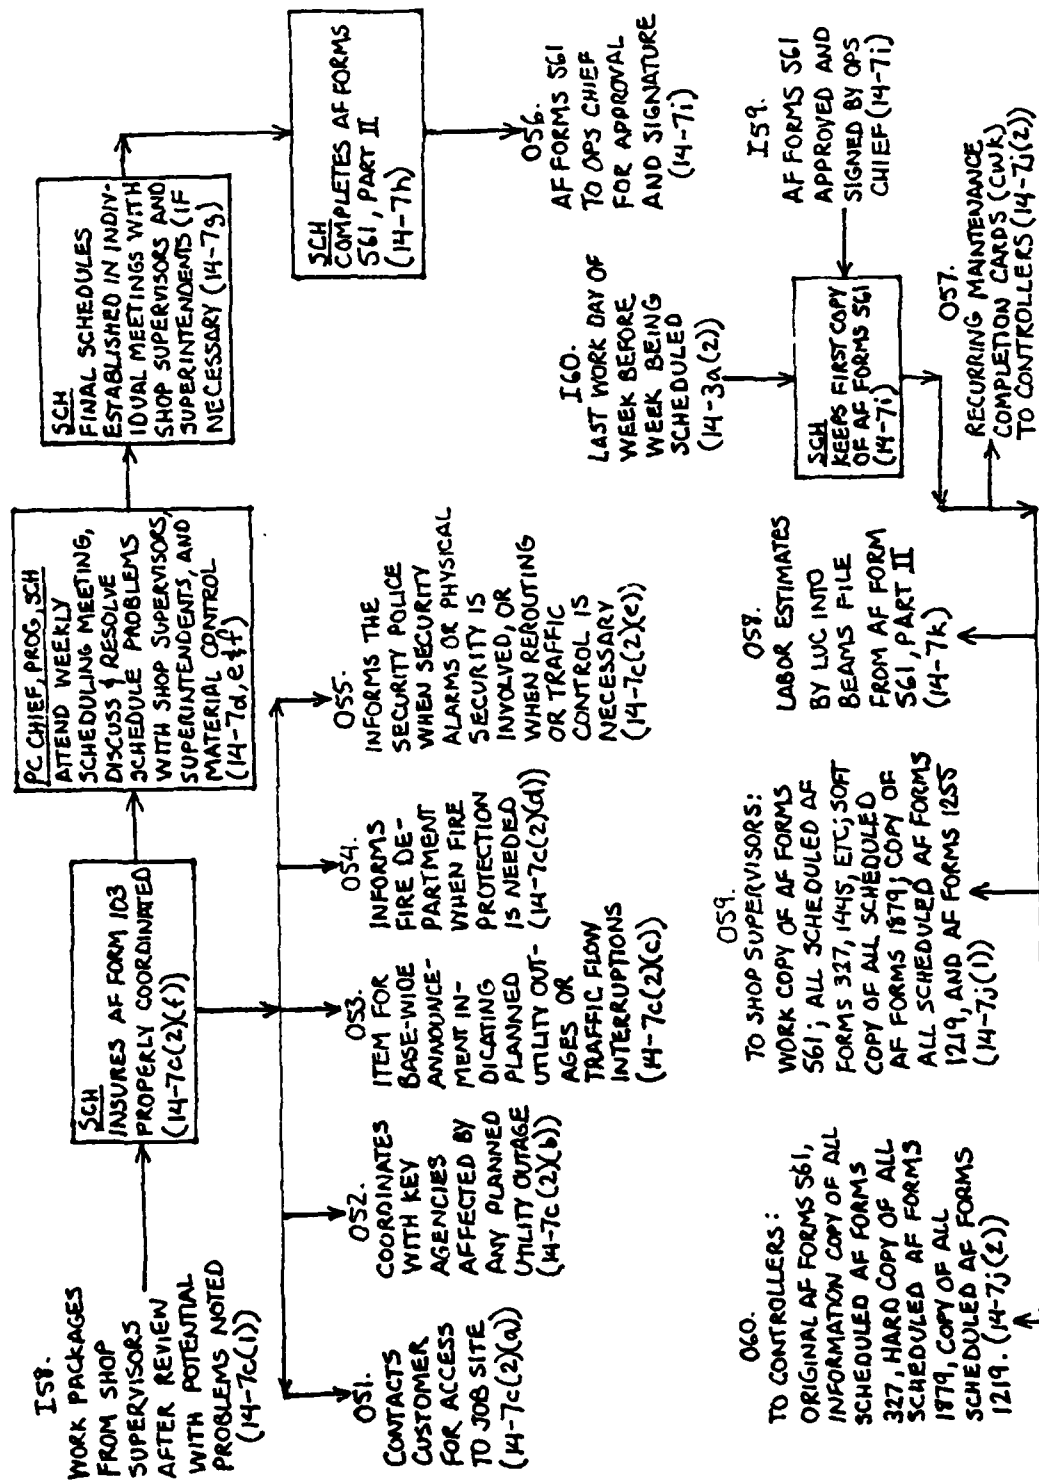 I58.
WORK PACKAGES
FROM SHOP
SUPERVISORS
AFTER REVIEW
WITH POTENTIAL
PROBLEMS NOTED
(14-7c(1))
SCH
INSURES AF FORM 103
PROPERLY COORDINATED
(14-7c(2)(f))
PC CHIEF, PROG, SCH
ATTEND WEEKLY
SCHEDULING MEETING,
DISCUSS & RESOLVE
SCHEDULE PROBLEMS
WITH SHOP SUPERVISORS,
SUPERINTENDENTS, AND
MATERIAL CONTROL
(14-7d, e & f)
SCH
FINAL SCHEDULES
ESTABLISHED IN INDIV-
IDUAL MEETINGS WITH
SHOP SUPERVISORS AND
SUPERINTENDENTS (IF
NECESSARY (14-7g)
SCH
COMPLETES AF FORMS
561, PART II
(14-7h)
O51.
CONTACTS
CUSTOMER
FOR ACCESS
TO JOB SITE
(14-7c(2)(a))
O52.
COORDINATES
WITH KEY
AGENCIES
AFFECTED BY
ANY PLANNED
UTILITY OUTAGE
(14-7c(2)(b))
O53.
ITEM FOR
BASE-WIDE
ANNOUNCE-
MENT IN-
DICATING
PLANNED
UTILITY OUT-
AGES OR
TRAFFIC FLOW
INTERRUPTIONS
(14-7c(2)(c))
O54.
INFORMS
FIRE DE-
PARTMENT
WHEN FIRE
PROTECTION
IS NEEDED
(14-7c(2)(d))
O55.
INFORMS THE
SECURITY POLICE
WHEN SECURITY
ALARMS OR PHYSICAL
SECURITY IS
INVOLVED, OR
WHEN REROUTING
OR TRAFFIC
CONTROL IS
NECESSARY
(14-7c(2)(e))
O56.
AF FORMS 561
TO OPS CHIEF
FOR APPROVAL
AND SIGNATURE
(14-7i)
I60.
LAST WORK DAY OF
WEEK BEFORE
WEEK BEING
SCHEDULED
(14-3a(2))
I59.
AF FORMS 561
APPROVED AND
SIGNED BY OPS
CHIEF (14-7i)
SCH
KEEPS FIRST COPY
OF AF FORMS 561
(14-7i)
O57.
RECURRING MAINTENANCE
COMPLETION CARDS (CWK)
TO CONTROLLERS (14-7j(2))
O58.
LABOR ESTIMATES
BY LUC INTO
BEAMS FILE
FROM AF FORM
561, PART II
(14-7k)
O59.
TO SHOP SUPERVISORS:
WORK COPY OF AF FORMS
561; ALL SCHEDULED AF
FORMS 327, 1445, ETC; SOFT
COPY OF ALL SCHEDULED
AF FORMS 1879; COPY OF
ALL SCHEDULED AF FORMS
1219, AND AF FORMS 1255
(14-7j(1))
O60.
TO CONTROLLERS:
ORIGINAL AF FORMS 561,
INFORMATION COPY OF ALL
SCHEDULED AF FORMS
327, HARD COPY OF ALL
SCHEDULED AF FORMS
1879, COPY OF ALL
SCHEDULED AF FORMS
1219. (14-7j(2))